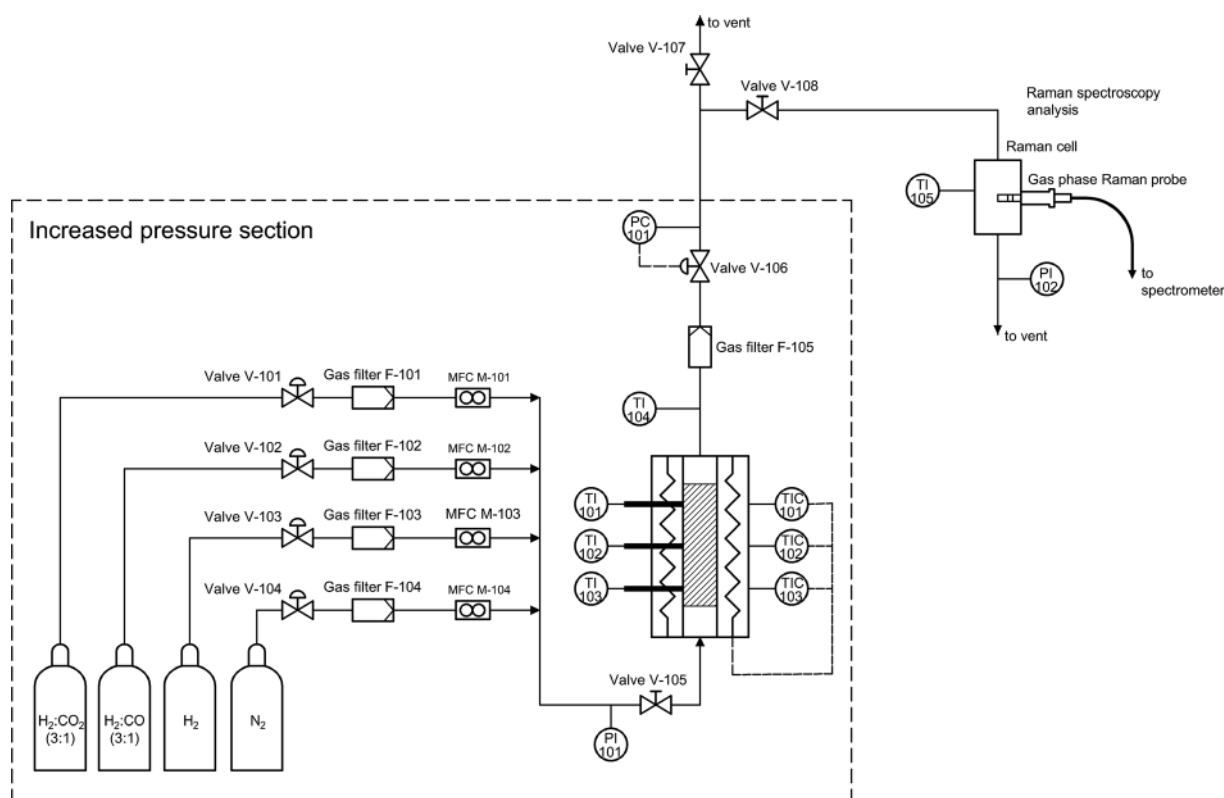 to vent
Valve V-107
Valve V-108
Raman spectroscopy
analysis
Raman cell
TI
105
Gas phase Raman probe
Increased pressure section
PC
101
Valve V-106
PI
102
to
spectrometer
to vent
Gas filter F-105
Valve V-101
Gas filter F-101
MFC M-101
TI
104
Valve V-102
Gas filter F-102
MFC M-102
Valve V-103
Gas filter F-103
MFC M-103
TI
101
TIC
101
TI
102
TIC
102
Valve V-104
Gas filter F-104
MFC M-104
TI
103
TIC
103
Valve V-105
H₂:CO₂
(3:1)
H₂:CO
(3:1)
H₂
N₂
PI
101